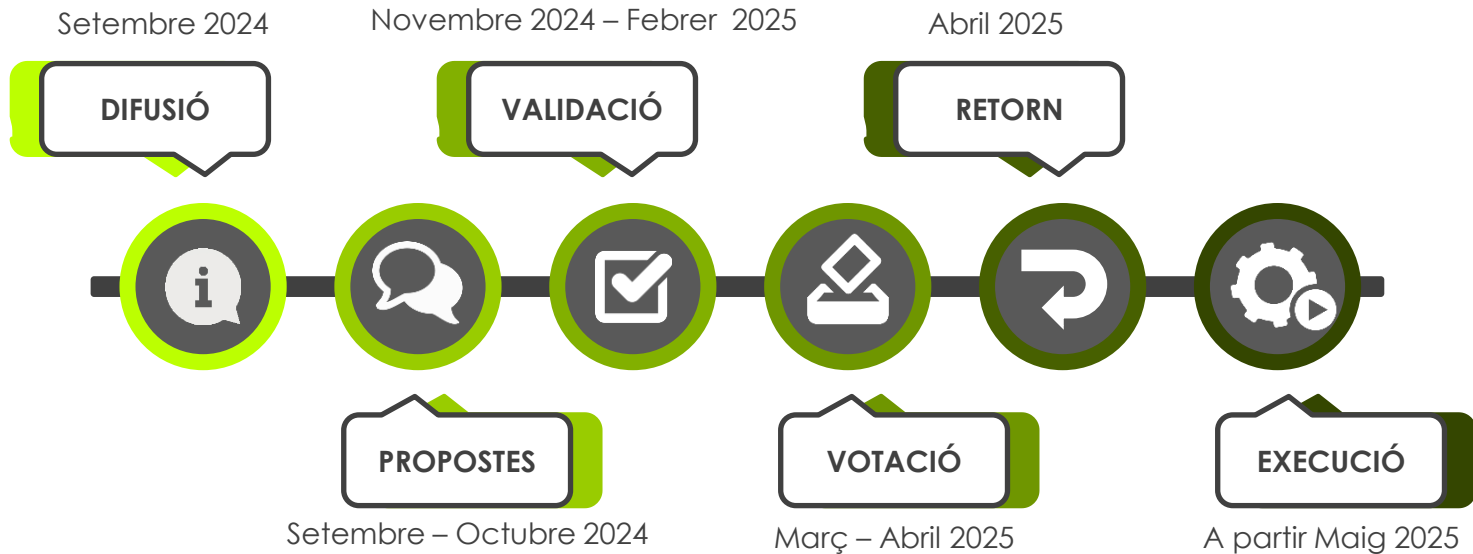 Setembre 2024
Novembre 2024 – Febrer 2025
Abril 2025
DIFUSIÓ
VALIDACIÓ
RETORN
i
PROPOSTES
VOTACIÓ
EXECUCIÓ
Setembre – Octubre 2024
Març – Abril 2025
A partir Maig 2025